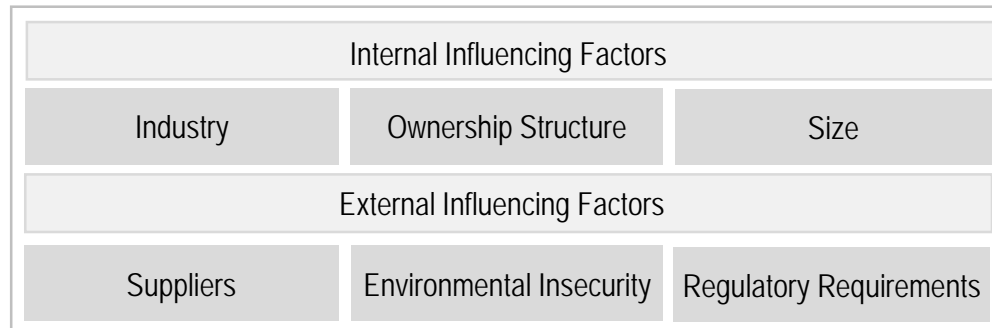 Internal Influencing Factors
Industry
Ownership Structure
Size
External Influencing Factors
Suppliers
Environmental Insecurity
Regulatory Requirements